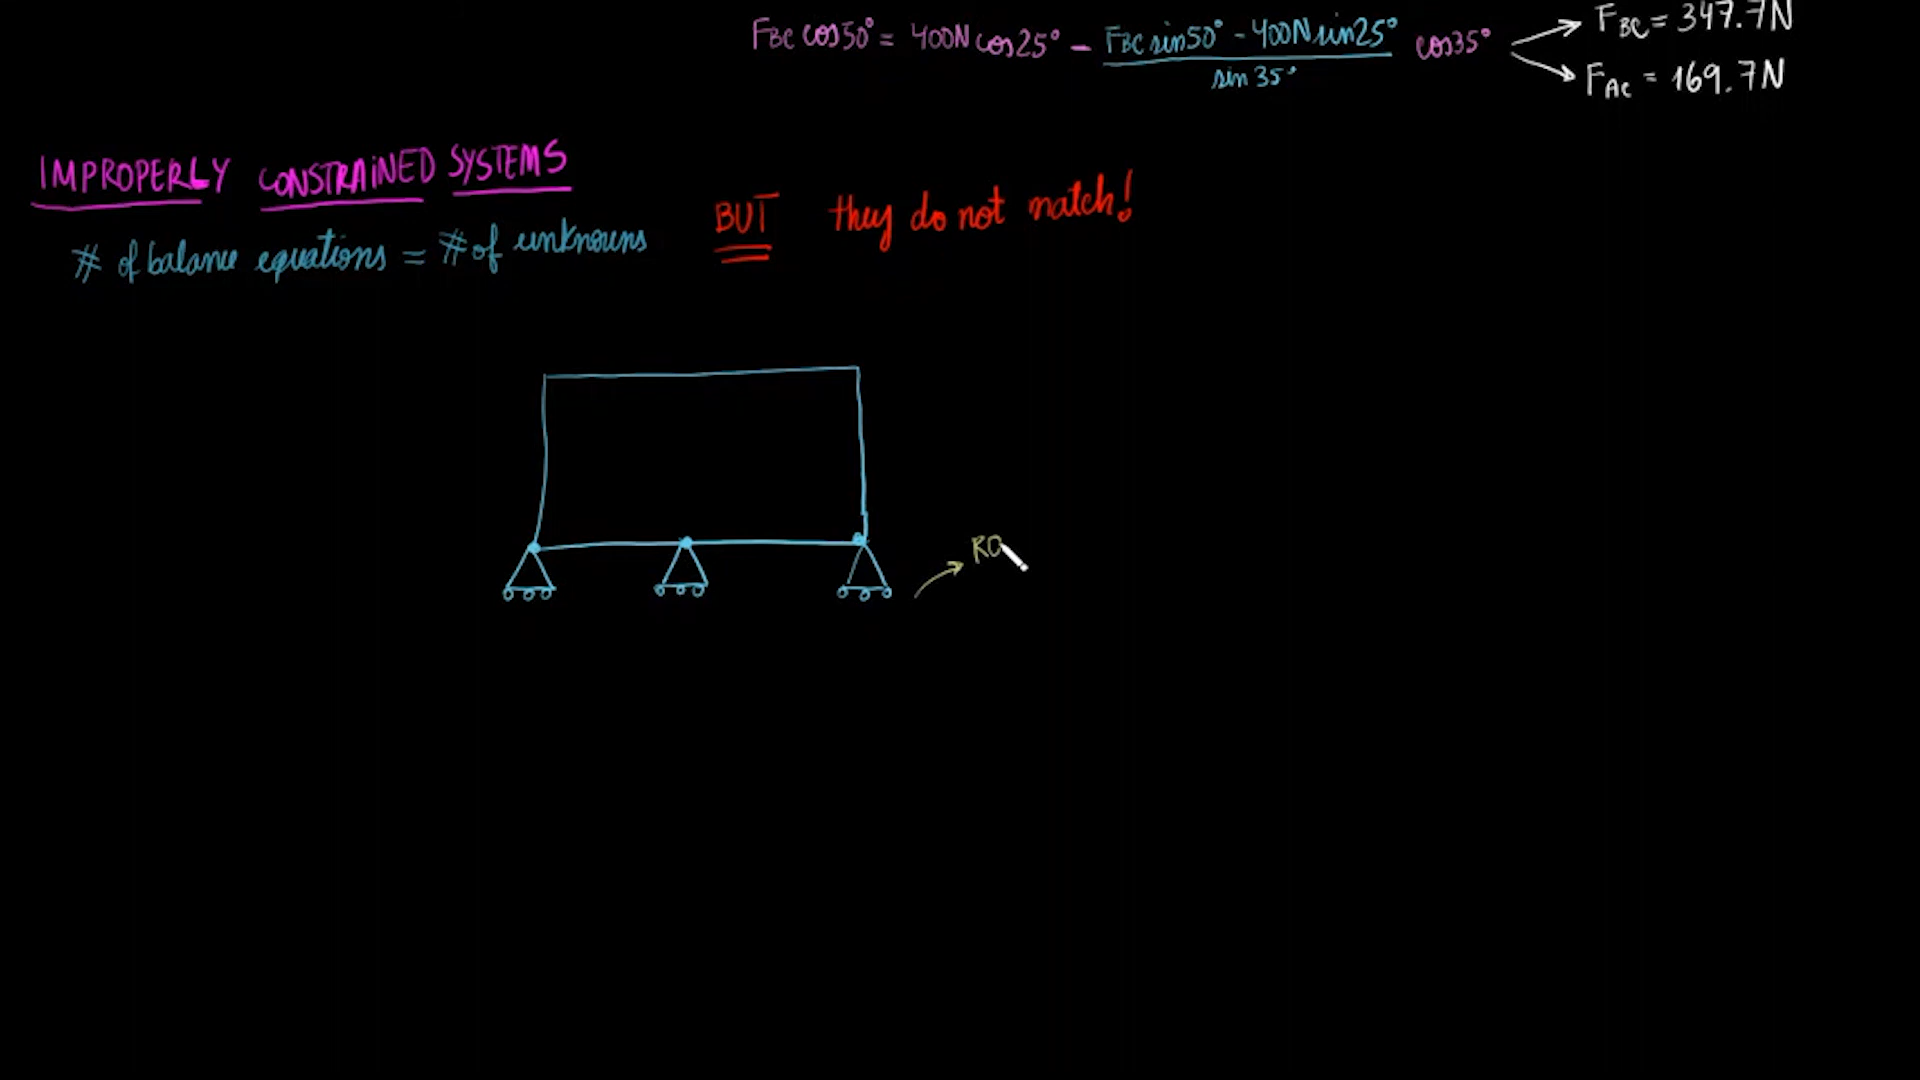 FBC cos50° = 400N cos25° - FBC sin50° - 400N sin25° / sin 35° cos35°
FBC = 347.7N
FAC = 169.7N
IMPROPERLY CONSTRAINED SYSTEMS
# of balance equations = # of unknowns BUT they do not match!
RO